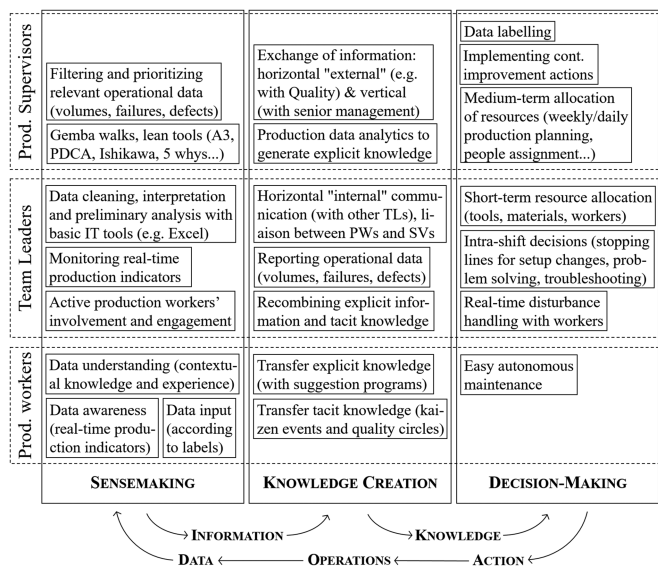 Prod. Supervisors
Filtering and prioritizing
relevant operational data
(volumes, failures, defects)
Gemba walks, lean tools (A3,
PDCA, Ishikawa, 5 whys...)
Exchange of information:
horizontal "external" (e.g.
with Quality) & vertical
(with senior management)
Production data analytics to
generate explicit knowledge
Data labelling
Implementing cont.
improvement actions
Medium-term allocation
of resources (weekly/daily
production planning,
people assignment...)
Team Leaders
Data cleaning, interpretation
and preliminary analysis with
basic IT tools (e.g. Excel)
Monitoring real-time
production indicators
Active production workers'
involvement and engagement
Horizontal "internal" commu-
nication (with other TLs), li-
aison between PWs and SVs
Reporting operational data
(volumes, failures, defects)
Recombining explicit infor-
mation and tacit knowledge
Short-term resource allocation
(tools, materials, workers)
Intra-shift decisions (stopping
lines for setup changes, prob-
lem solving, troubleshooting)
Real-time disturbance
handling with workers
Prod. workers
Data understanding (context-
ual knowledge and experience)
Data awareness
(real-time produ-
ction indicators)
Data input
(according
to labels)
Transfer explicit knowledge
(with suggestion programs)
Transfer tacit knowledge (kai-
zen events and quality circles)
Easy autonomous
maintenance
SENSEMAKING
KNOWLEDGE CREATION
DECISION-MAKING
INFORMATION
KNOWLEDGE
DATA
OPERATIONS
ACTION